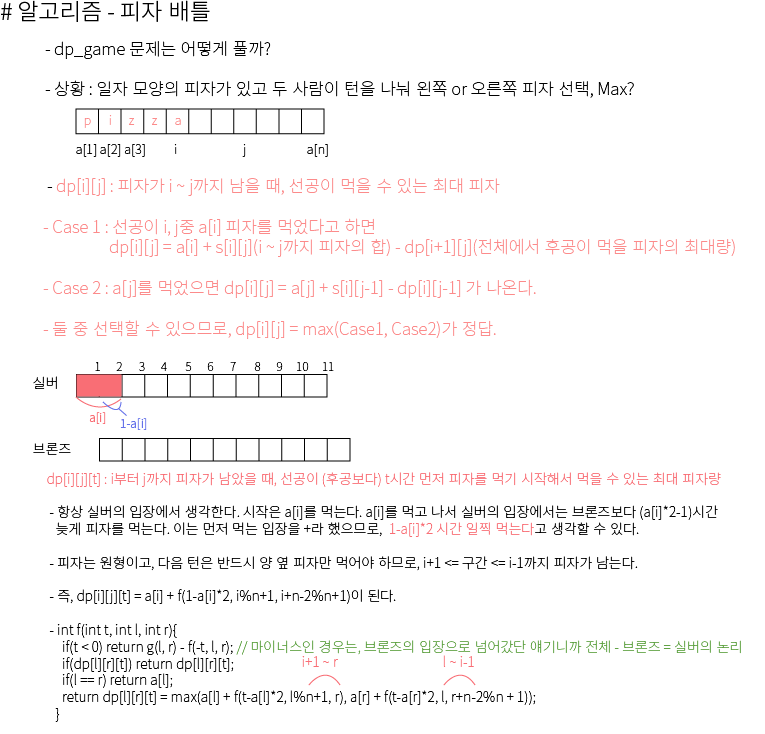 # 알고리즘 - 피자 배틀
- dp_game 문제는 어떻게 풀까?
- 상황 : 일자 모양의 피자가 있고 두 사람이 턴을 나눠 왼쪽 or 오른쪽 피자 선택, Max?
p i z z a
a[1] a[2] a[3] i j a[n]
- dp[i][j] : 피자가 i ~ j까지 남을 때, 선공이 먹을 수 있는 최대 피자
- Case 1 : 선공이 i, j중 a[i] 피자를 먹었다고 하면
dp[i][j] = a[i] + s[i][j](i ~ j까지 피자의 합) - dp[i+1][j](전체에서 후공이 먹을 피자의 최대량)
- Case 2 : a[j]를 먹었으면 dp[i][j] = a[j] + s[i][j-1] - dp[i][j-1] 가 나온다.
- 둘 중 선택할 수 있으므로, dp[i][j] = max(Case1, Case2)가 정답.
1 2 3 4 5 6 7 8 9 10 11
실버
a[i]
1-a[i]
브론즈
dp[i][j][t] : i부터 j까지 피자가 남았을 때, 선공이 (후공보다) t시간 먼저 피자를 먹기 시작해서 먹을 수 있는 최대 피자량
- 항상 실버의 입장에서 생각한다. 시작은 a[i]를 먹는다. a[i]를 먹고 나서 실버의 입장에서는 브론즈보다 (a[i]*2-1)시간
늦게 피자를 먹는다. 이는 먼저 먹는 입장을 +라 했으므로, 1-a[i]*2 시간 일찍 먹는다고 생각할 수 있다.
- 피자는 원형이고, 다음 턴은 반드시 양 옆 피자만 먹어야 하므로, i+1 <= 구간 <= i-1까지 피자가 남는다.
- 즉, dp[i][j][t] = a[i] + f(1-a[i]*2, i%n+1, i+n-2%n+1)이 된다.
- int f(int t, int l, int r){
if(t < 0) return g(l, r) - f(-t, l, r); // 마이너스인 경우는, 브론즈의 입장으로 넘어갔단 얘기니까 전체 - 브론즈 = 실버의 논리
if(dp[l][r][t]) return dp[l][r][t];
i+1 ~ r l ~ i-1
if(l == r) return a[l];
return dp[l][r][t] = max(a[l] + f(t-a[l]*2, l%n+1, r), a[r] + f(t-a[r]*2, l, r+n-2%n + 1));
}